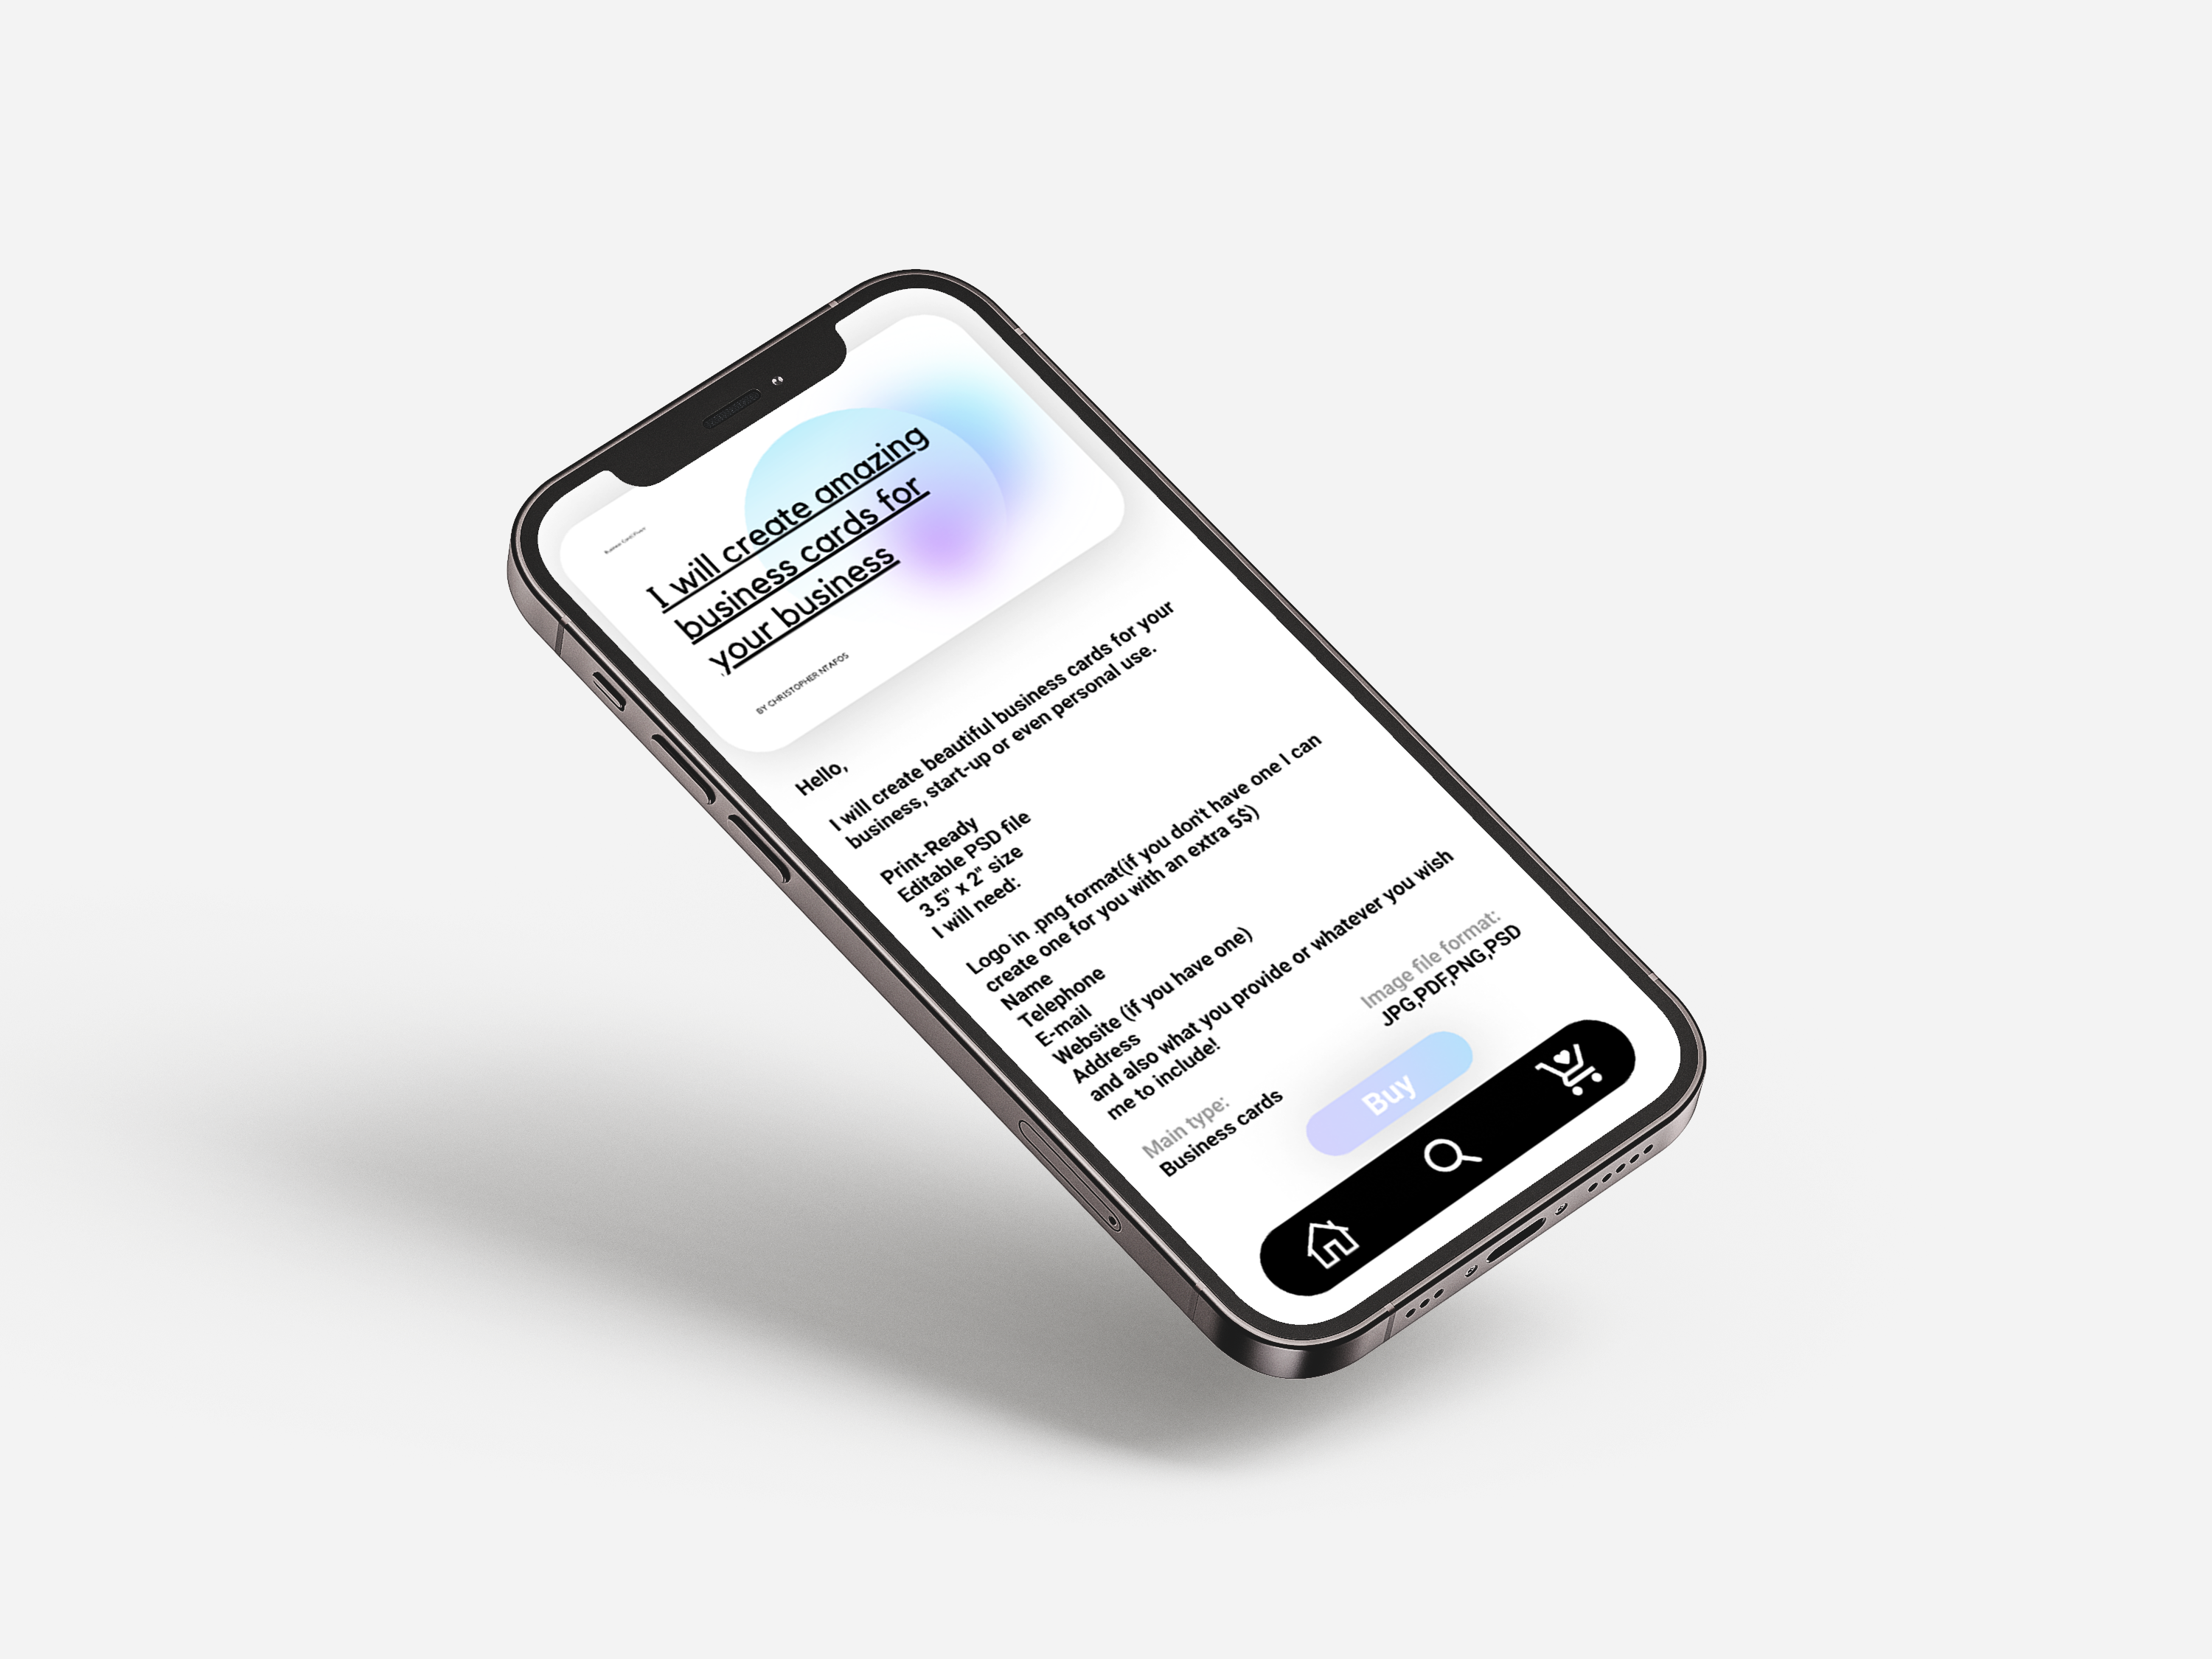 I will create amazing
business cards for
your business
BY CHRISTOPHER NTAFOS
Hello,
I will create beautiful business cards for your
business, start-up or even personal use.
Print-Ready
Editable PSD file
3.5" x 2" size
I will need:
Logo in .png format(if you don't have one I can
create one for you with an extra 5$)
Name
Telephone
E-mail
Website (if you have one)
Address
and also what you provide or whatever you wish
me to include!
Main type:
Business cards
Image file format:
JPG,PDF,PNG,PSD
Buy